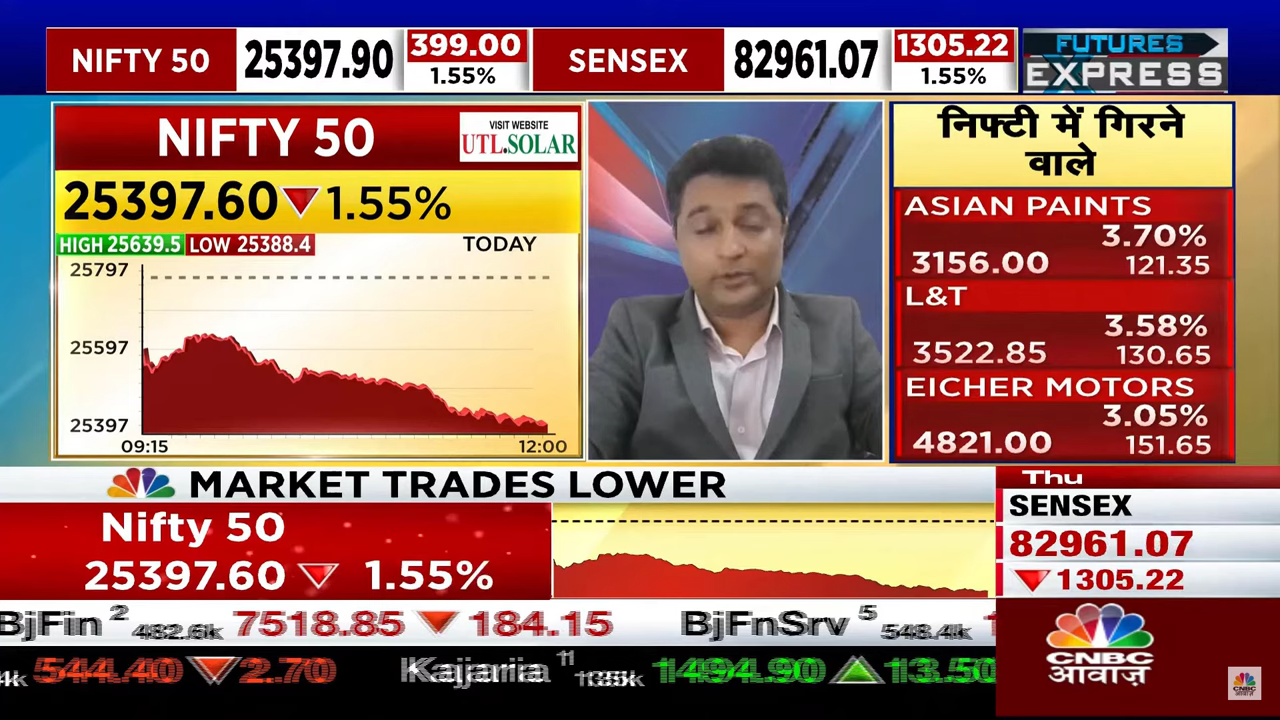 NIFTY 50
25397.90
399.00
1.55%
SENSEX
82961.07
1305.22
1.55%
FUTURES
EXPRESS
NIFTY 50
VISIT WEBSITE
UTL.SOLAR
25397.60
1.55%
HIGH 25639.5
LOW 25388.4
TODAY
25797
25597
25397
09:15
12:00
निफ्टी में गिरने
वाले
ASIAN PAINTS
3.70%
3156.00
121.35
L&T
3.58%
3522.85
130.65
EICHER MOTORS
3.05%
4821.00
151.65
MARKET TRADES LOWER
Nifty 50
25397.60
1.55%
Thu
SENSEX
82961.07
1305.22
BjFin 2
482.6k
7518.85
184.15
BjFnSrv 5
548.4k
544.40
2.70
Kajaria 11
1494.90
13.50
CNBC
आवाज़
CNBC
आवाज़